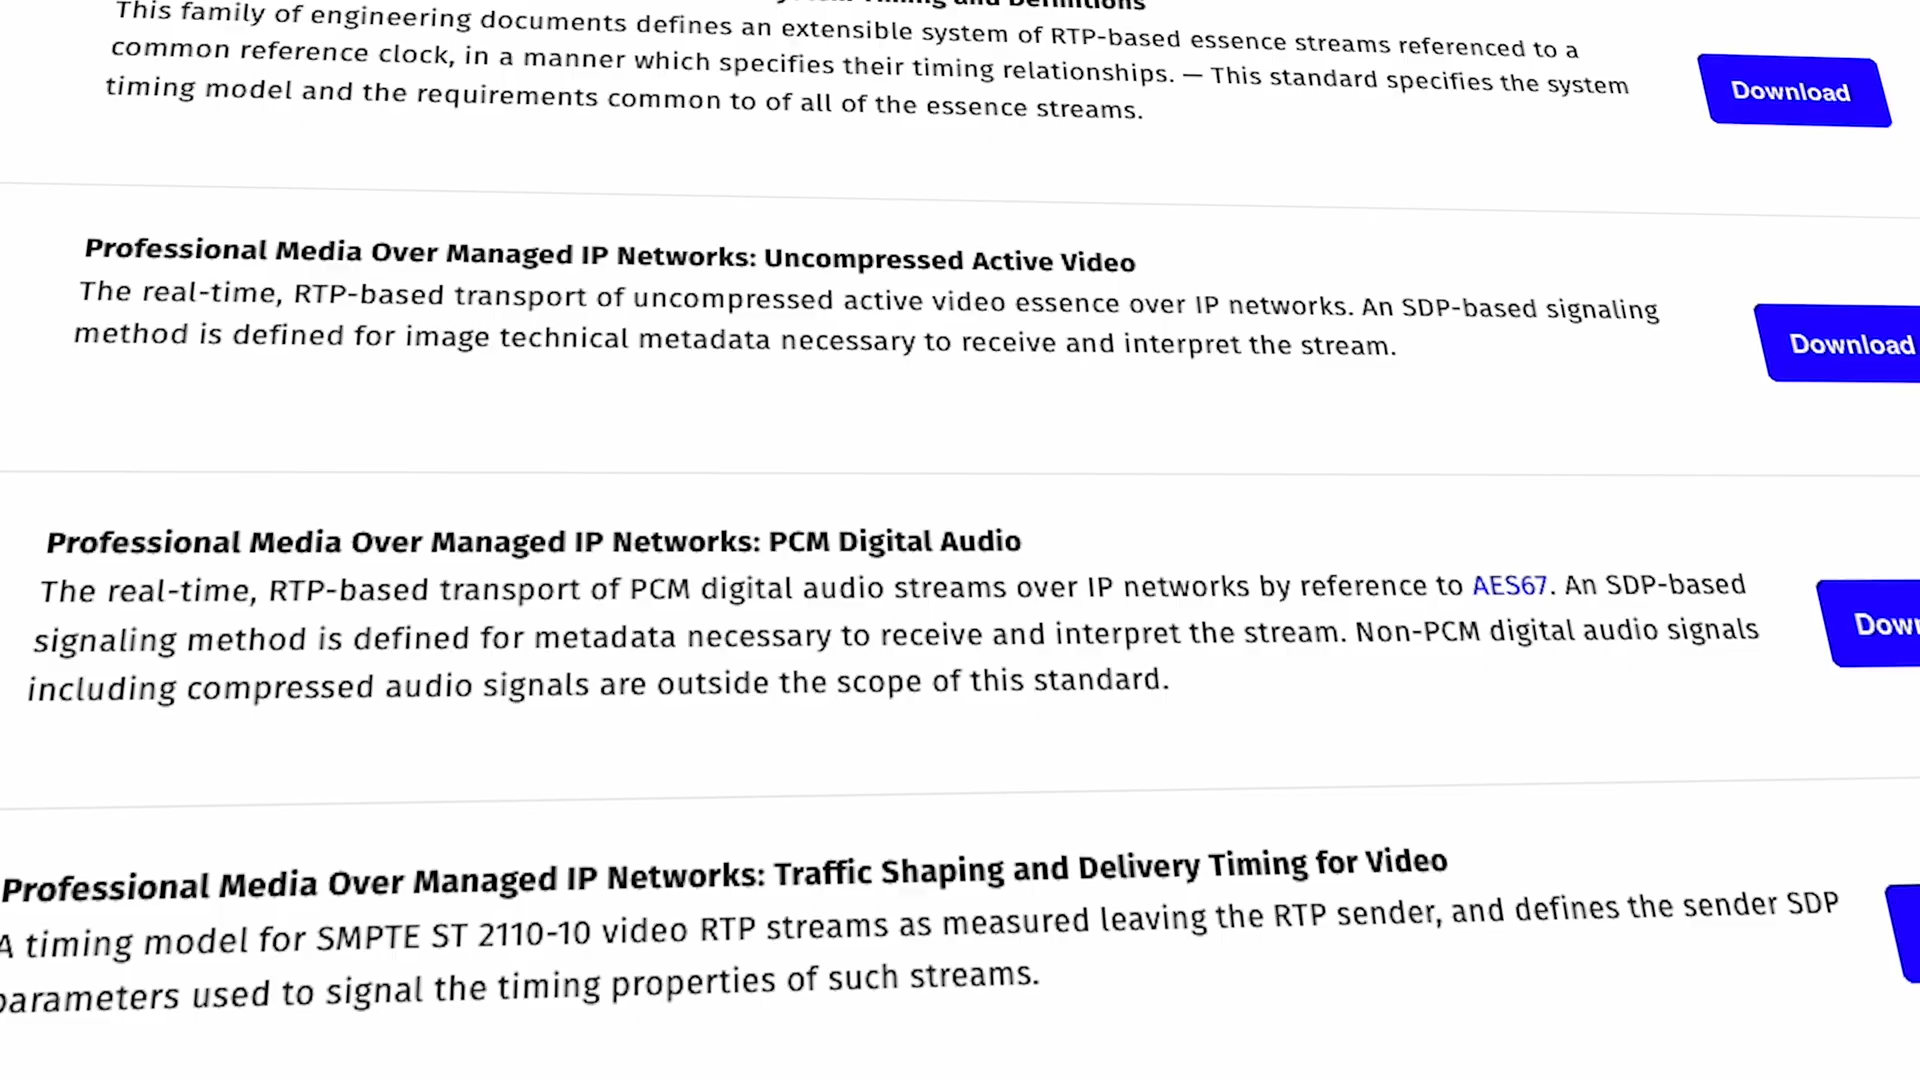 Timing and Definitions
This family of engineering documents defines an extensible system of RTP-based essence streams referenced to a
common reference clock, in a manner which specifies their timing relationships. — This standard specifies the system
timing model and the requirements common to of all of the essence streams.
Download
Professional Media Over Managed IP Networks: Uncompressed Active Video
The real-time, RTP-based transport of uncompressed active video essence over IP networks. An SDP-based signaling
method is defined for image technical metadata necessary to receive and interpret the stream.
Download
Professional Media Over Managed IP Networks: PCM Digital Audio
The real-time, RTP-based transport of PCM digital audio streams over IP networks by reference to AES67. An SDP-based
signaling method is defined for metadata necessary to receive and interpret the stream. Non-PCM digital audio signals
including compressed audio signals are outside the scope of this standard.
Down
Professional Media Over Managed IP Networks: Traffic Shaping and Delivery Timing for Video
A timing model for SMPTE ST 2110-10 video RTP streams as measured leaving the RTP sender, and defines the sender SDP
parameters used to signal the timing properties of such streams.